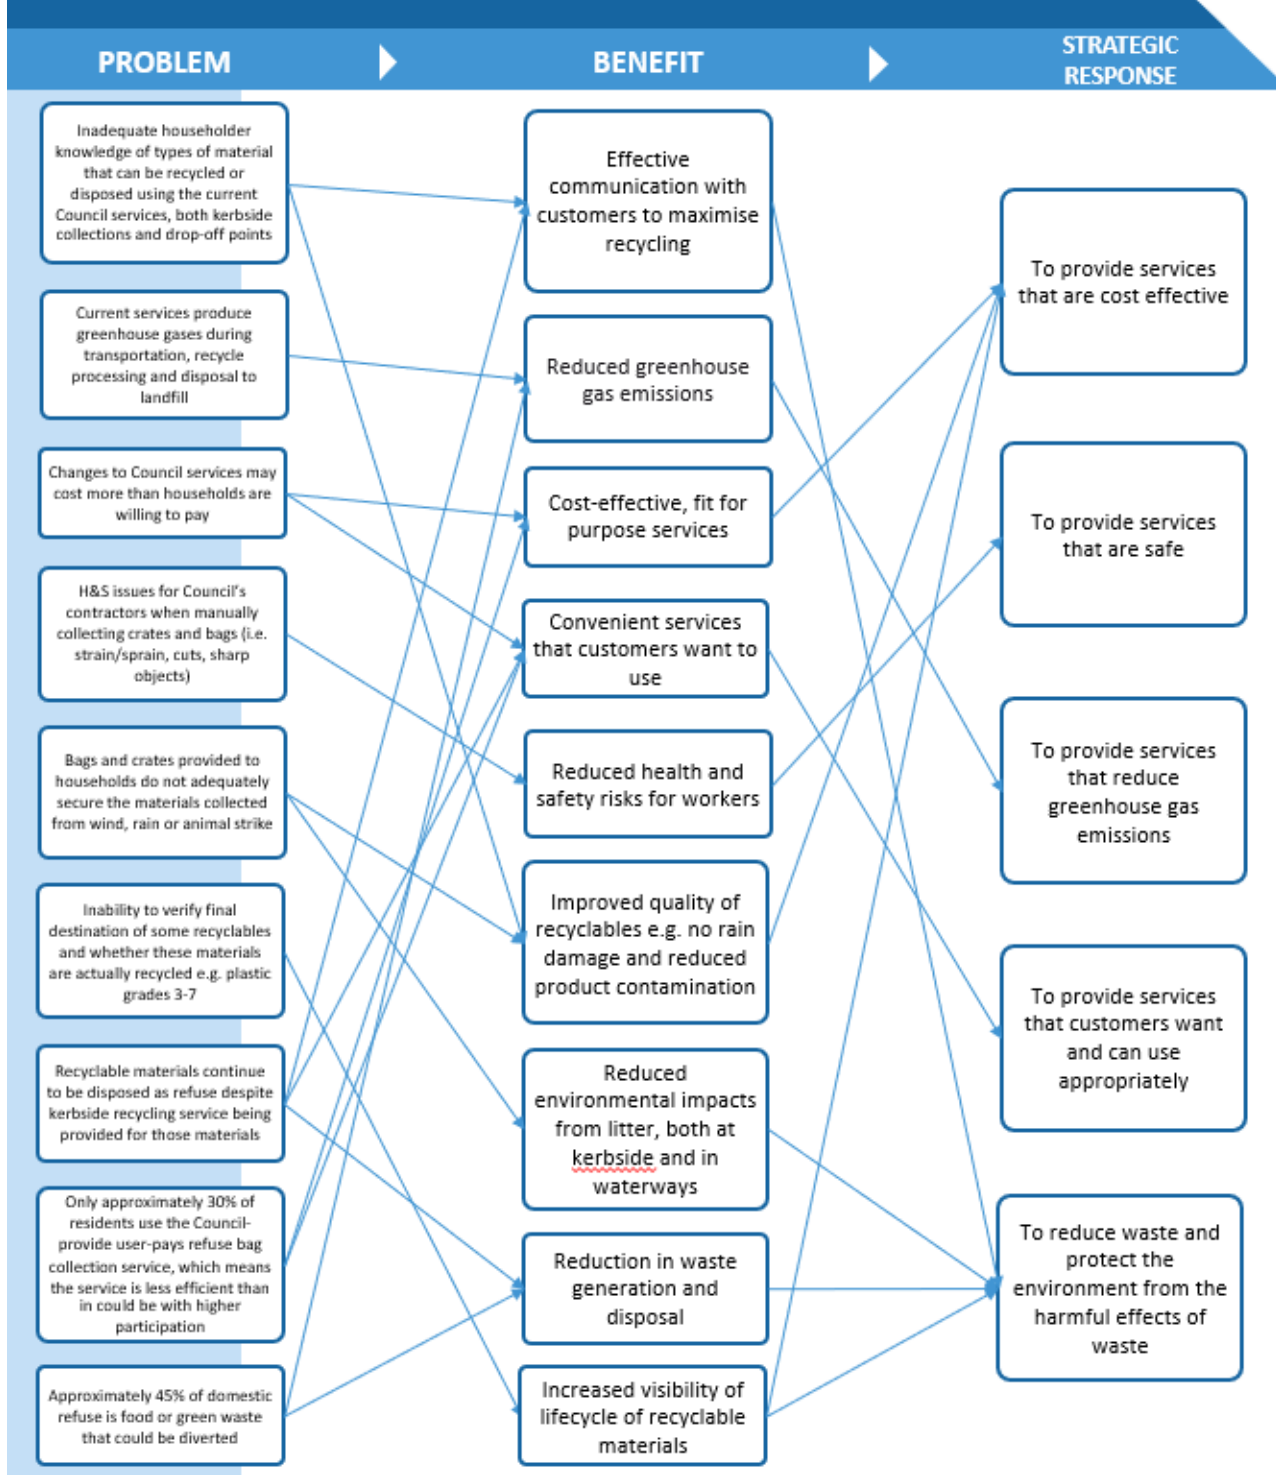 PROBLEM
BENEFIT
STRATEGIC
RESPONSE
Inadequate householder
knowledge of types of material
that can be recycled or
disposed using the current
Council services, both kerbside
collections and drop-off points
Current services produce
greenhouse gases during
transportation, recycle
processing and disposal to
landfill
Changes to Council services may
cost more than households are
willing to pay
H&S issues for Council's
contractors when manually
collecting crates and bags (i.e.
strain/sprain, cuts, sharp
objects)
Bags and crates provided to
households do not adequately
secure the materials collected
from wind, rain or animal strike
Inability to verify final
destination of some recyclables
and whether these materials
are actually recycled e.g. plastic
grades 3-7
Recyclable materials continue
to be disposed as refuse despite
kerbside recycling service being
provided for those materials
Only approximately 30% of
residents use the Council-
provide user-pays refuse bag
collection service, which means
the service is less efficient than
in could be with higher
participation
Approximately 45% of domestic
refuse is food or green waste
that could be diverted
Effective
communication with
customers to maximise
recycling
Reduced greenhouse
gas emissions
Cost-effective, fit for
purpose services
Convenient services
that customers want to
use
Reduced health and
safety risks for workers
Improved quality of
recyclables e.g. no rain
damage and reduced
product contamination
Reduced
environmental impacts
from litter, both at
kerbside and in
waterways
Reduction in waste
generation and
disposal
Increased visibility of
lifecycle of recyclable
materials
To provide services
that are cost effective
To provide services
that are safe
To provide services
that reduce
greenhouse gas
emissions
To provide services
that customers want
and can use
appropriately
To reduce waste and
protect the
environment from the
harmful effects of
waste